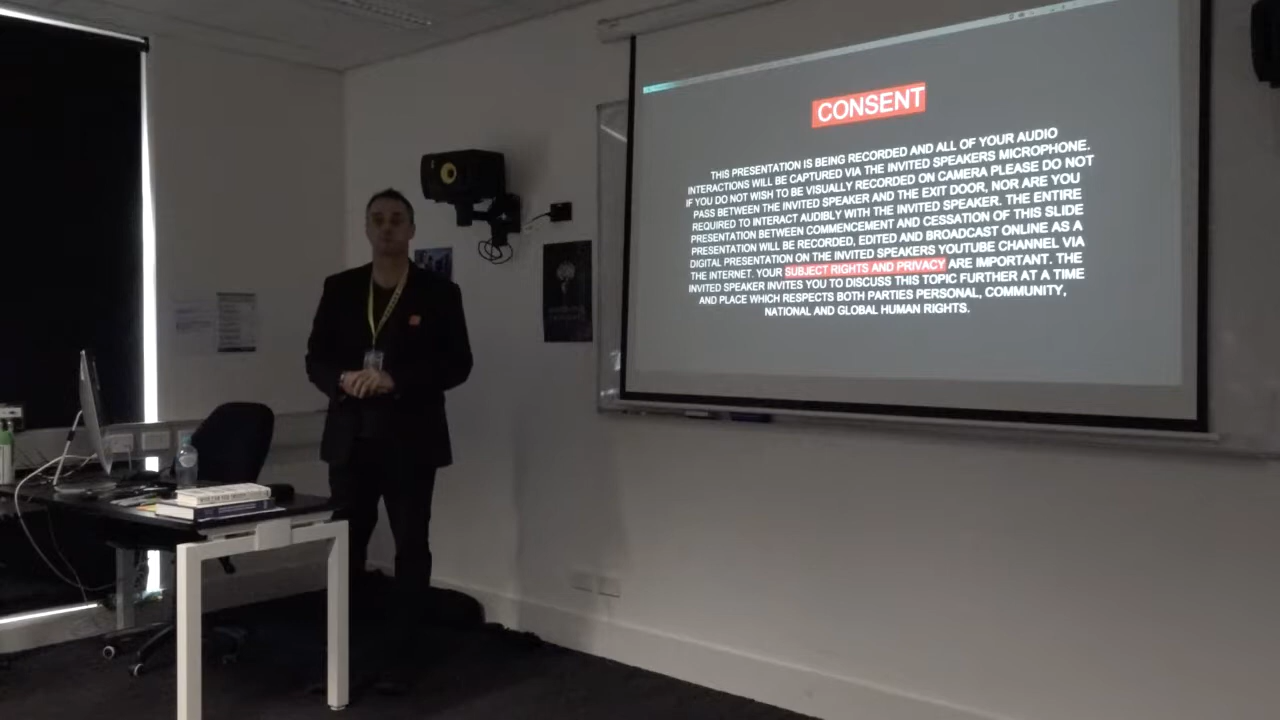 CONSENT
THIS PRESENTATION IS BEING RECORDED AND ALL OF YOUR AUDIO
INTERACTIONS WILL BE CAPTURED VIA THE INVITED SPEAKERS MICROPHONE.
IF YOU DO NOT WISH TO BE VISUALLY RECORDED ON CAMERA PLEASE DO NOT
PASS BETWEEN THE INVITED SPEAKER AND THE EXIT DOOR, NOR ARE YOU
REQUIRED TO INTERACT AUDIBLY WITH THE INVITED SPEAKER. THE ENTIRE
PRESENTATION BETWEEN COMMENCEMENT AND CESSATION OF THIS SLIDE
PRESENTATION WILL BE RECORDED, EDITED AND BROADCAST ONLINE AS A
DIGITAL PRESENTATION ON THE INVITED SPEAKERS YOUTUBE CHANNEL VIA
THE INTERNET. YOUR SUBJECT RIGHTS AND PRIVACY ARE IMPORTANT. THE
INVITED SPEAKER INVITES YOU TO DISCUSS THIS TOPIC FURTHER AT A TIME
AND PLACE WHICH RESPECTS BOTH PARTIES PERSONAL, COMMUNITY,
NATIONAL AND GLOBAL HUMAN RIGHTS.